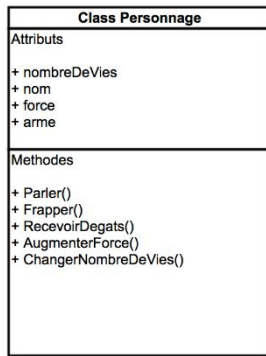 Class Personnage
Attributs
+ nombreDeVies
+ nom
+ force
+ arme
Methodes
+ Parler()
+ Frapper()
+ RecevoirDegats()
+ AugmenterForce()
+ ChangerNombreDeVies()